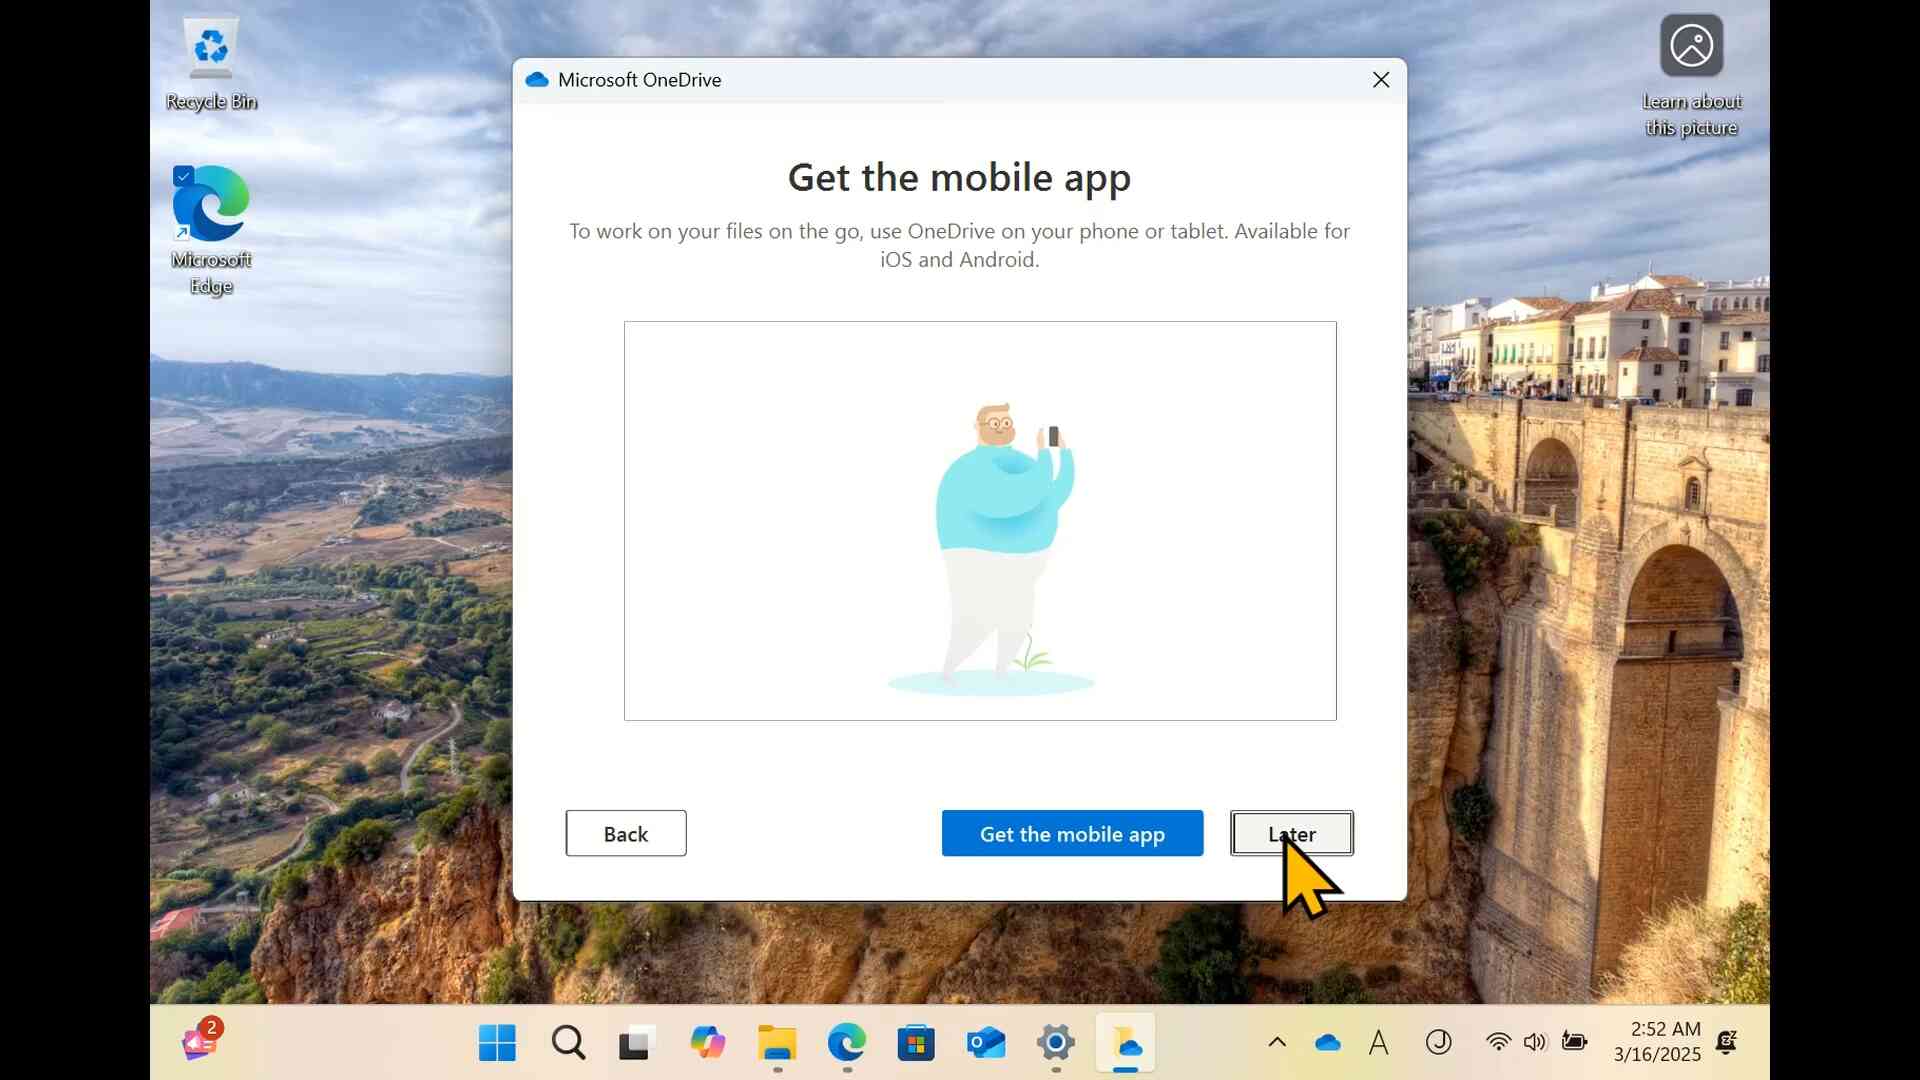 Recycle Bin
Microsoft
Edge
Learn about
this picture
Microsoft OneDrive
Get the mobile app
To work on your files on the go, use OneDrive on your phone or tablet. Available for
iOS and Android.
Back
Get the mobile app
Later
2
2:52 AM
3/16/2025